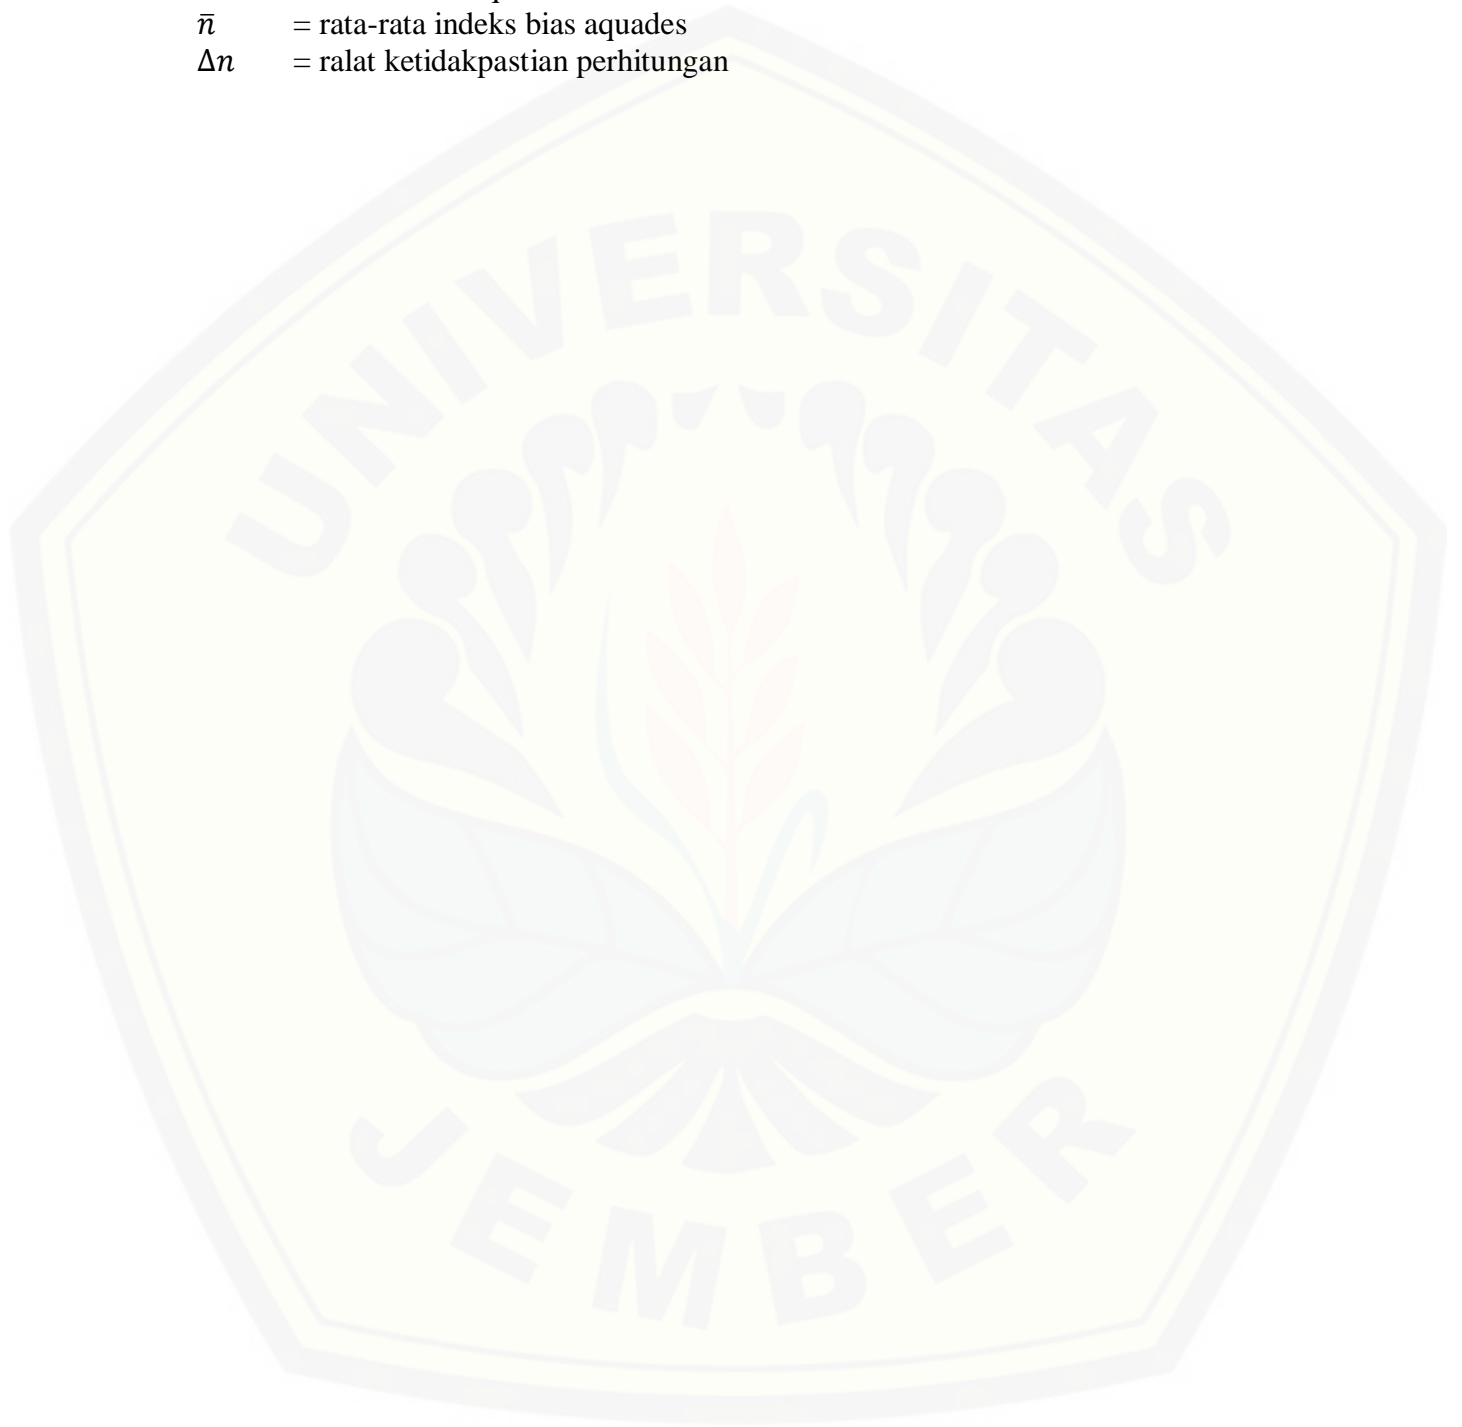 n̄ = rata-rata indeks bias aquades
Δn = ralat ketidakpastian perhitungan
UNIVERSITAS
JEMBER